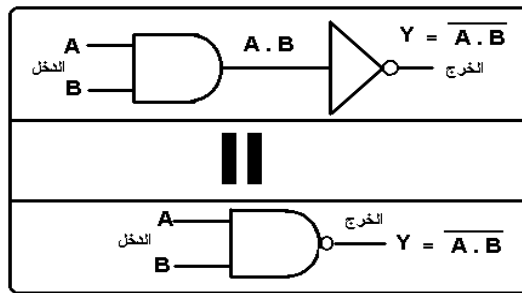 A A . B Y = A . B
الدخل الخرج
B
A الخرج
الدخل Y = A . B
B